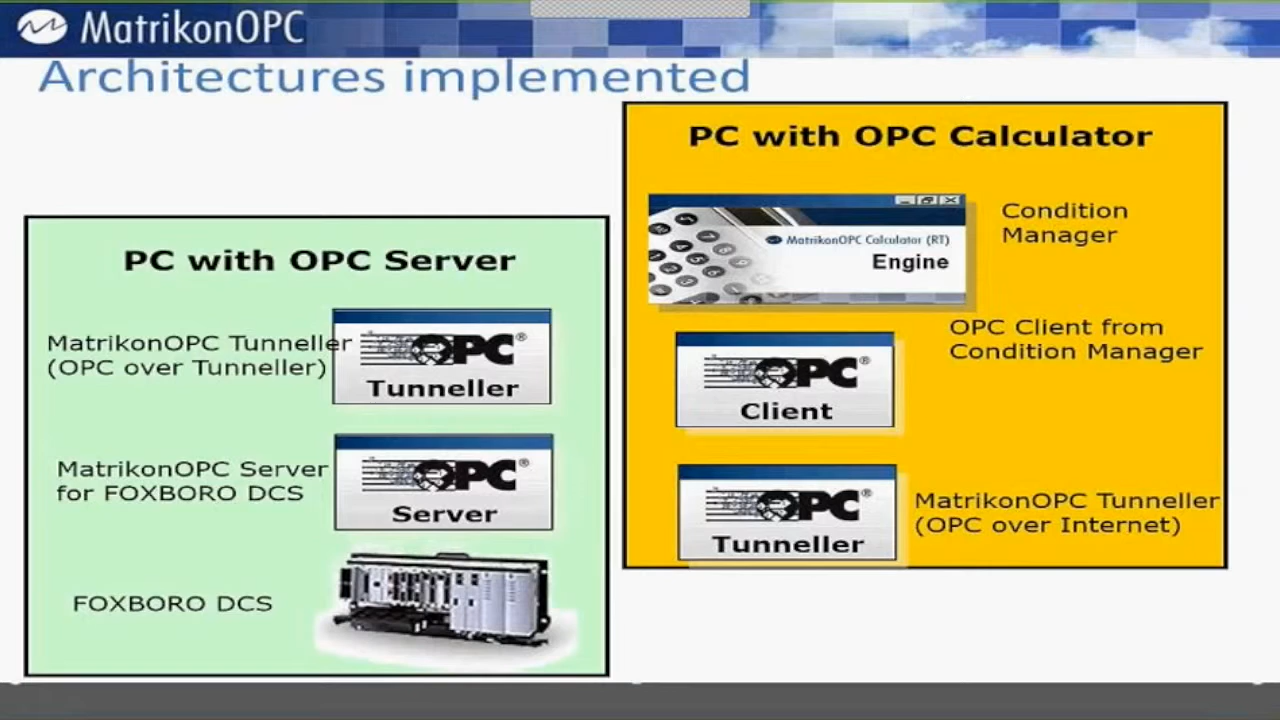 MatrikonOPC
Architectures implemented
PC with OPC Server
MatrikonOPC Tunneller
(OPC over Tunneller)
OPC®
Tunneller
MatrikonOPC Server
for FOXBORO DCS
OPC®
Server
FOXBORO DCS
PC with OPC Calculator
MatrikonOPC Calculator (RT)
Engine
Condition
Manager
OPC®
Client
OPC Client from
Condition Manager
OPC®
Tunneller
MatrikonOPC Tunneller
(OPC over Internet)